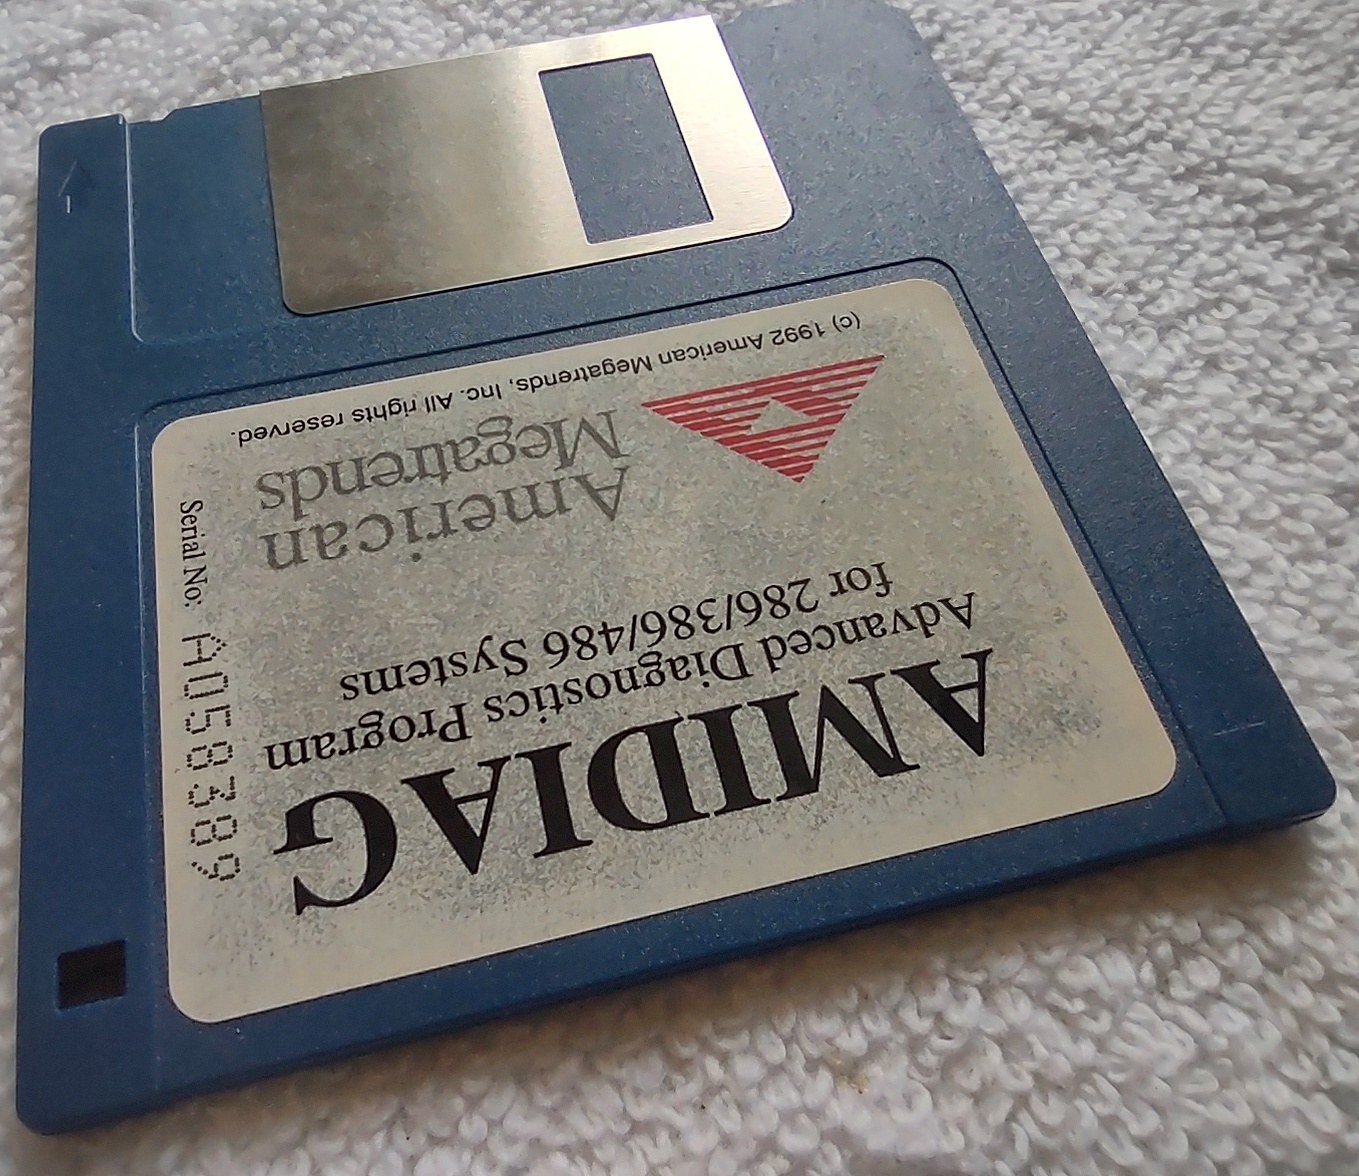 AMIDIAG
Advanced Diagnostics Program
for 286/386/486 Systems
American
Megatrends
(c) 1992 American Megatrends, Inc. All rights reserved.
Serial No: A058389